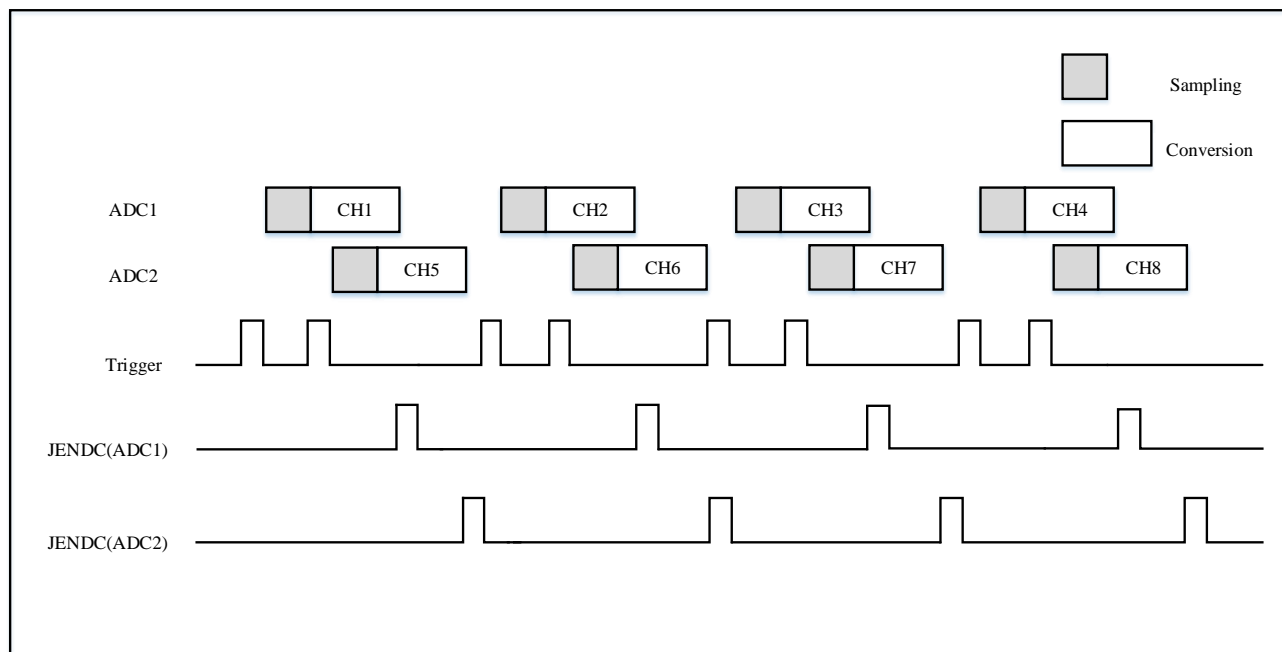 Sampling
Conversion
ADC1 CH1 CH2 CH3 CH4
ADC2 CH5 CH6 CH7 CH8
Trigger
JENDC(ADC1)
JENDC(ADC2)